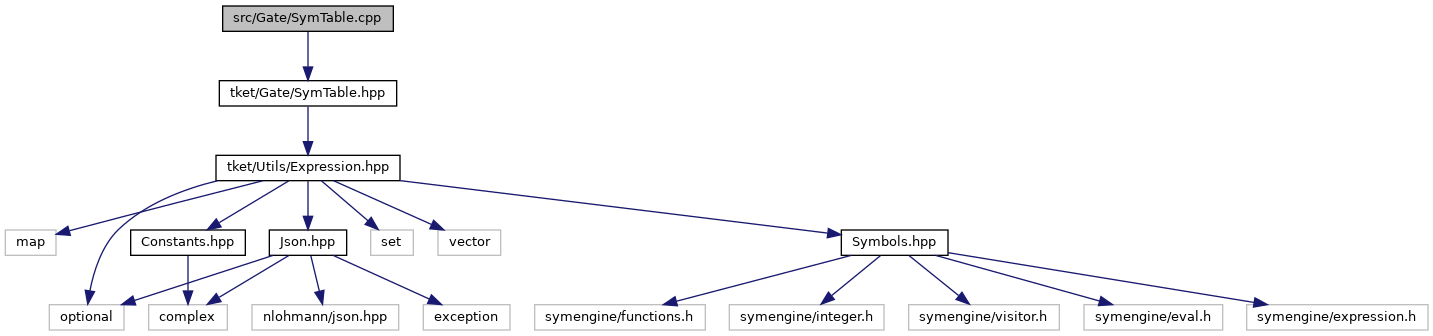 src/Gate/SymTable.cpp
tket/Gate/SymTable.hpp
tket/Utils/Expression.hpp
map
Constants.hpp
Json.hpp
set
vector
Symbols.hpp
optional
complex
nlohmann/json.hpp
exception
symengine/functions.h
symengine/integer.h
symengine/visitor.h
symengine/eval.h
symengine/expression.h